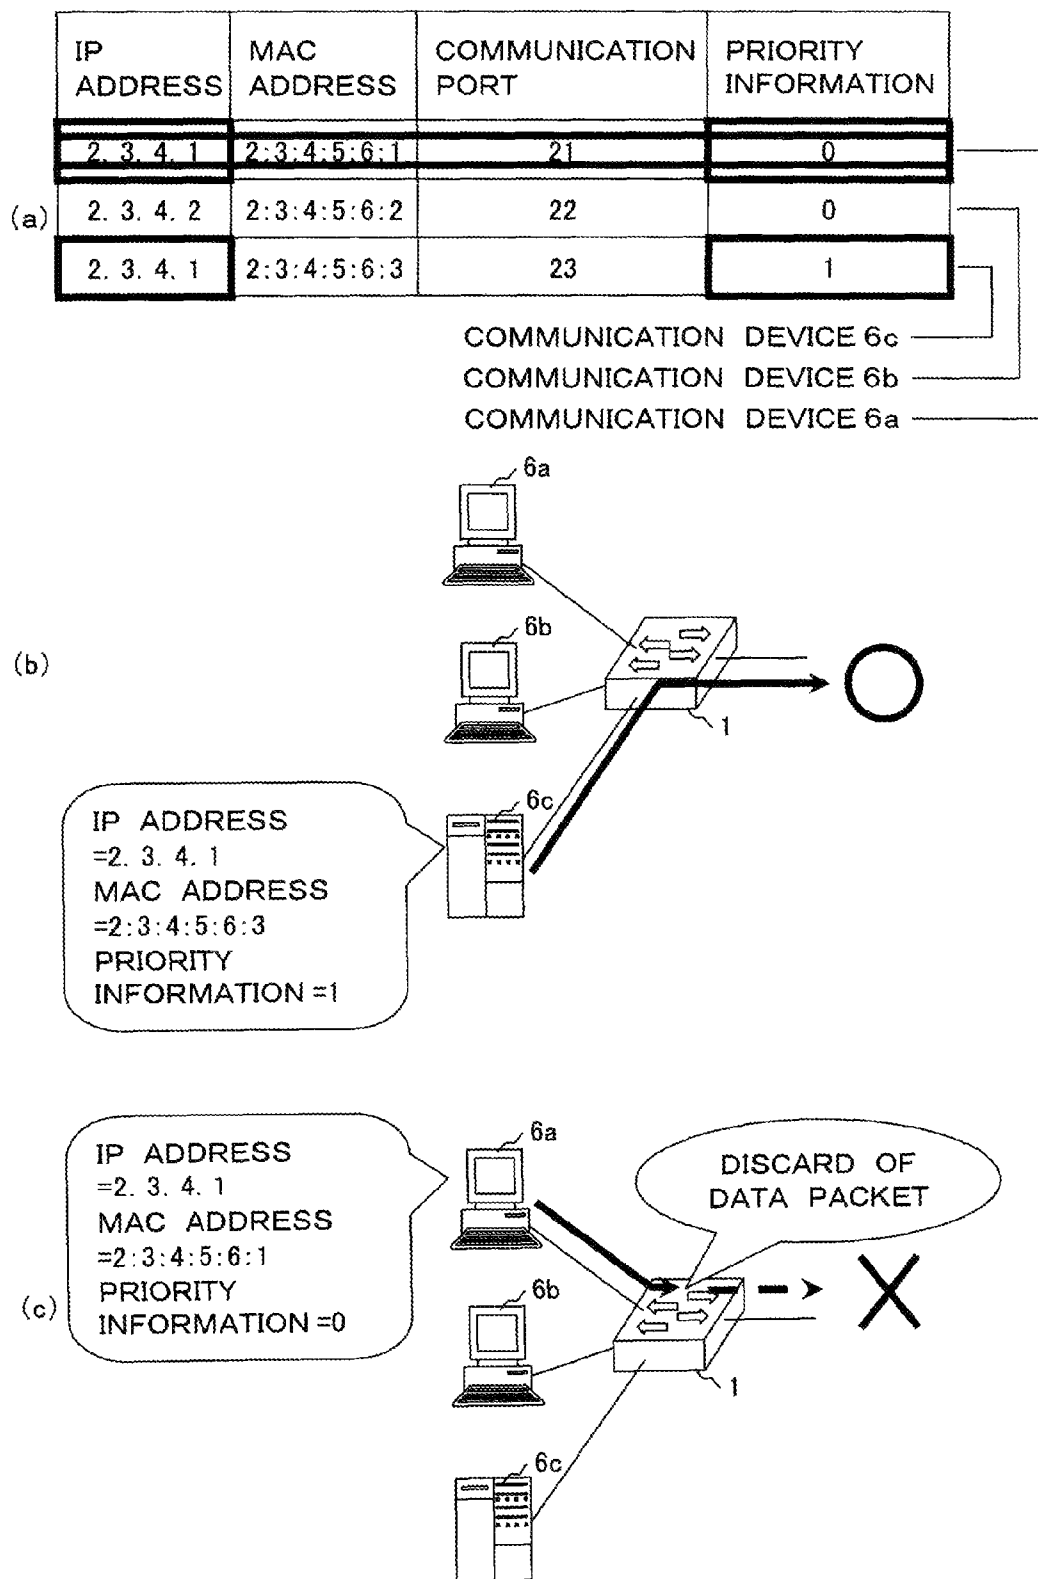 IP ADDRESS MAC ADDRESS COMMUNICATION PORT PRIORITY INFORMATION
2. 3. 4. 1 2:3:4:5:6:1 21 0
(a) 2. 3. 4. 2 2:3:4:5:6:2 22 0
2. 3. 4. 1 2:3:4:5:6:3 23 1
COMMUNICATION DEVICE 6c
COMMUNICATION DEVICE 6b
COMMUNICATION DEVICE 6a
6a
6b
(b)
1
6c
IP ADDRESS
=2. 3. 4. 1
MAC ADDRESS
=2:3:4:5:6:3
PRIORITY
INFORMATION =1
6a
IP ADDRESS
=2. 3. 4. 1
MAC ADDRESS
=2:3:4:5:6:1
PRIORITY
INFORMATION =0
DISCARD OF
DATA PACKET
6b
(c)
1
6c